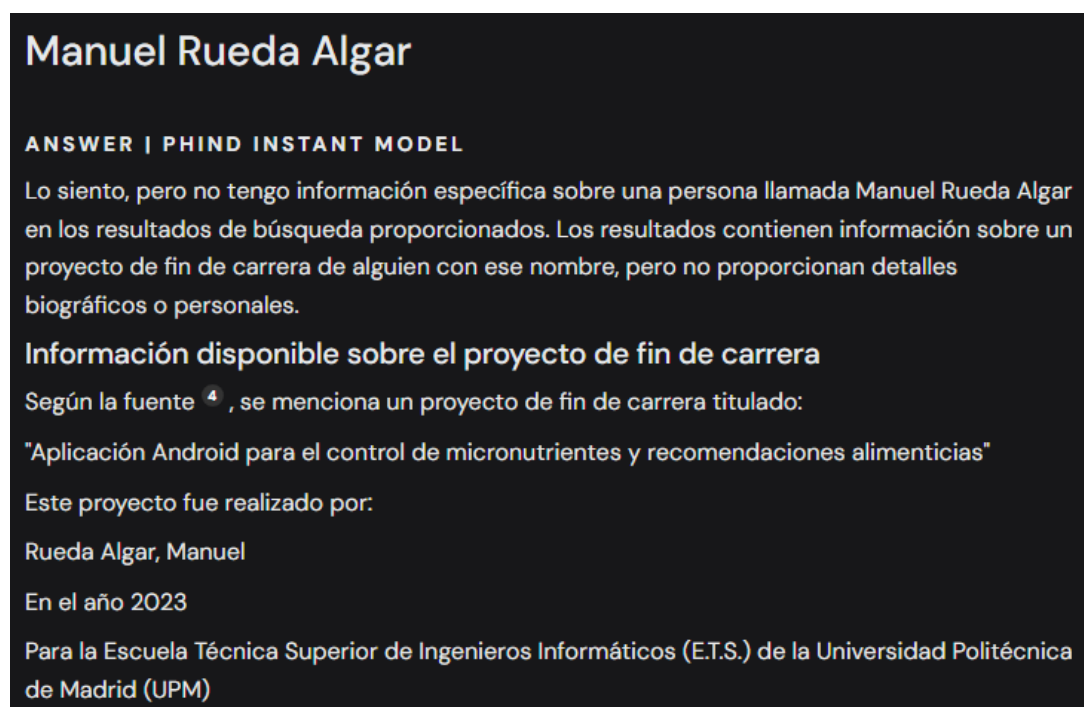 Manuel Rueda Algar
ANSWER | PHIND INSTANT MODEL
Lo siento, pero no tengo información específica sobre una persona llamada Manuel Rueda Algar
en los resultados de búsqueda proporcionados. Los resultados contienen información sobre un
proyecto de fin de carrera de alguien con ese nombre, pero no proporcionan detalles
biográficos o personales.
Información disponible sobre el proyecto de fin de carrera
Según la fuente 4 , se menciona un proyecto de fin de carrera titulado:
"Aplicación Android para el control de micronutrientes y recomendaciones alimenticias"
Este proyecto fue realizado por:
Rueda Algar, Manuel
En el año 2023
Para la Escuela Técnica Superior de Ingenieros Informáticos (E.T.S.) de la Universidad Politécnica
de Madrid (UPM)